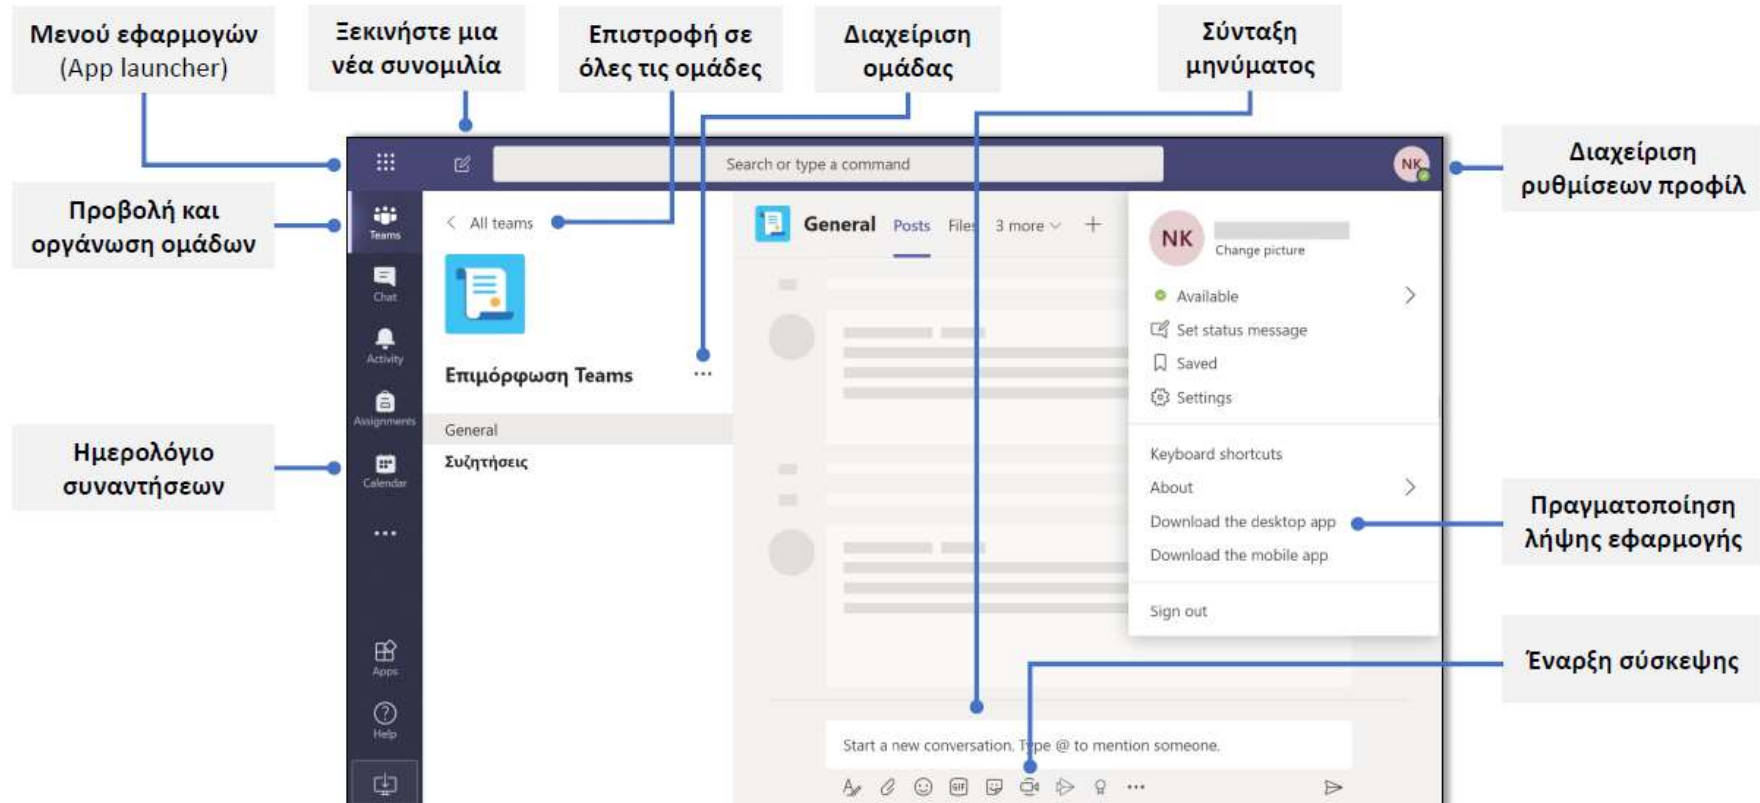 Μενού εφαρμογών
(App launcher)
Ξεκινήστε μια
νέα συνομιλία
Επιστροφή σε
όλες τις ομάδες
Διαχείριση
ομάδας
Σύνταξη
μηνύματος
Διαχείριση
ρυθμίσεων προφίλ
Προβολή και
οργάνωση ομάδων
Ημερολόγιο
συναντήσεων
Πραγματοποίηση
λήψης εφαρμογής
Έναρξη σύσκεψης
Search or type a command
NK
Teams
Chat
Activity
Assignments
Calendar
Apps
Help
All teams
Επιμόρφωση Teams
General
Συζητήσεις
General Posts Files 3 more
NK
Change picture
Available
Set status message
Saved
Settings
Keyboard shortcuts
About
Download the desktop app
Download the mobile app
Sign out
Start a new conversation. Type @ to mention someone.
GIF